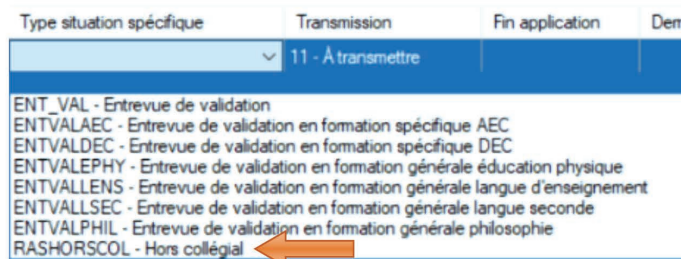 Type situation spécifique Transmission Fin application Dem
11 - À transmettre
ENT_VAL - Entrevue de validation
ENTVALAEC - Entrevue de validation en formation spécifique AEC
ENTVALDEC - Entrevue de validation en formation spécifique DEC
ENTVALEPHY - Entrevue de validation en formation générale éducation physique
ENTVALLENS - Entrevue de validation en formation générale langue d'enseignement
ENTVALLSEC - Entrevue de validation en formation générale langue seconde
ENTVALPHIL - Entrevue de validation en formation générale philosophie
RASHORSCOL - Hors collégial